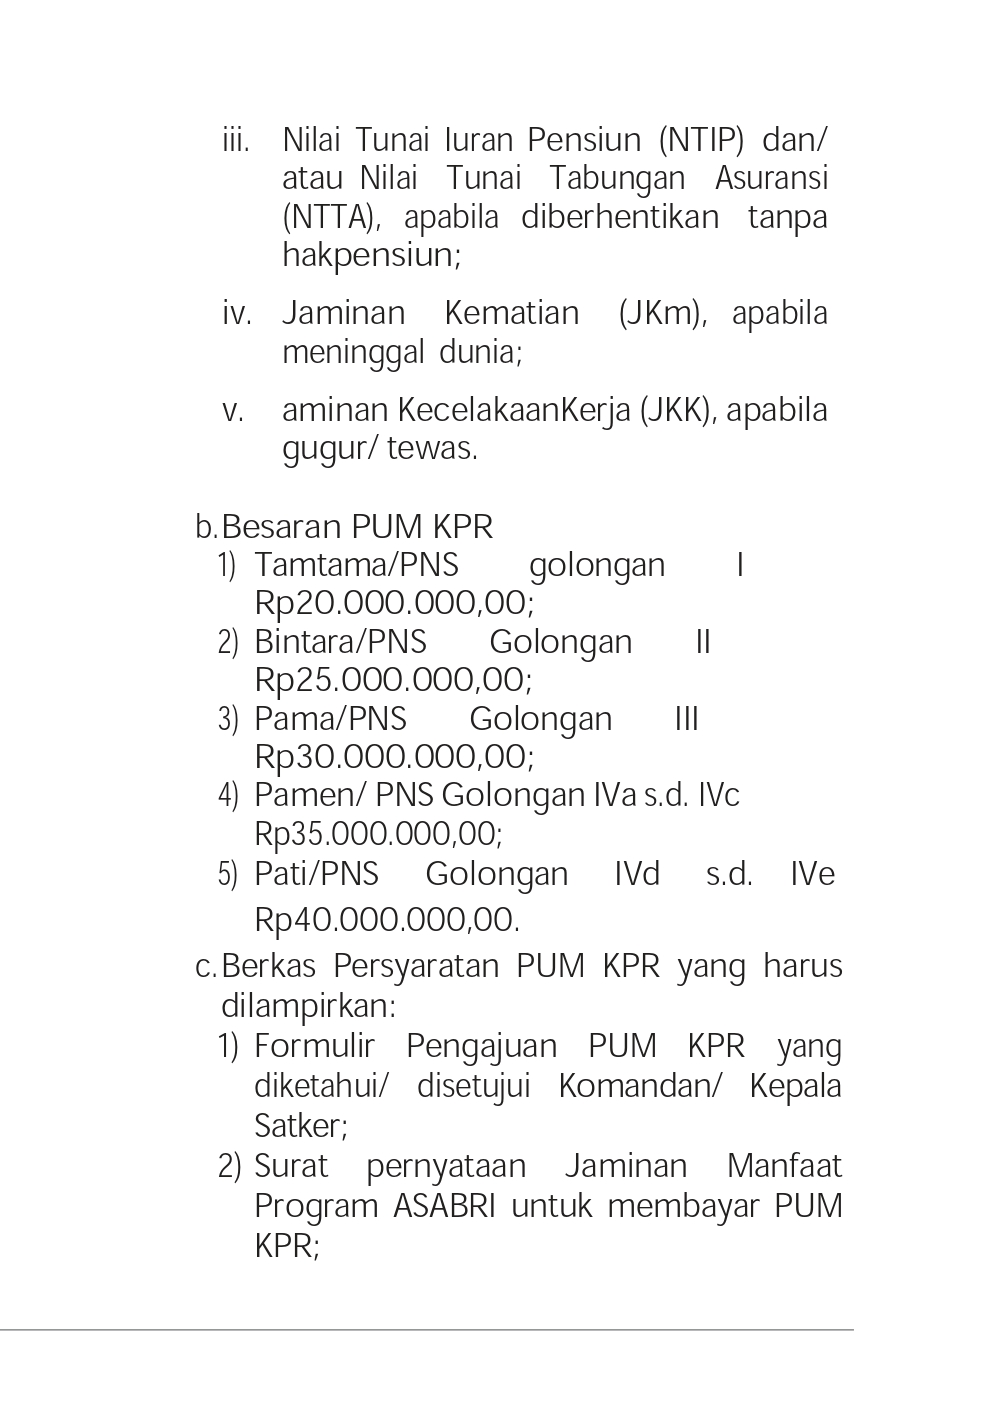 iii. Nilai Tunai Iuran Pensiun (NTIP) dan/
atau Nilai Tunai Tabungan Asuransi
(NTTA), apabila diberhentikan tanpa
hakpensiun;
iv. Jaminan Kematian (JKm), apabila
meninggal dunia;
v. aminan KecelakaanKerja (JKK), apabila
gugur/ tewas.
b. Besaran PUM KPR
1) Tamtama/PNS golongan I
Rp20.000.000,00;
2) Bintara/PNS Golongan II
Rp25.000.000,00;
3) Pama/PNS Golongan III
Rp30.000.000,00;
4) Pamen/ PNS Golongan IVa s.d. IVc
Rp35.000.000,00;
5) Pati/PNS Golongan IVd s.d. IVe
Rp40.000.000,00.
c. Berkas Persyaratan PUM KPR yang harus
dilampirkan:
1) Formulir Pengajuan PUM KPR yang
diketahui/ disetujui Komandan/ Kepala
Satker;
2) Surat pernyataan Jaminan Manfaat
Program ASABRI untuk membayar PUM
KPR;